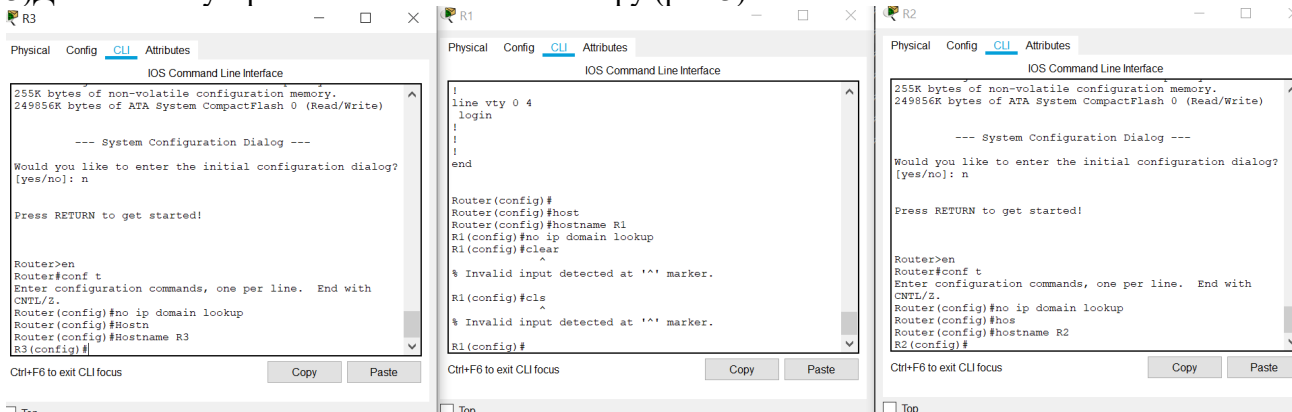 R3
Physical Config CLI Attributes
IOS Command Line Interface
255K bytes of non-volatile configuration memory.
249856K bytes of ATA System CompactFlash 0 (Read/Write)
--- System Configuration Dialog ---
Would you like to enter the initial configuration dialog?
[yes/no]: n
Press RETURN to get started!
Router>en
Router#conf t
Enter configuration commands, one per line. End with
CNTL/Z.
Router(config)#no ip domain lookup
Router(config)#Hostn
Router(config)#Hostname R3
R3(config)#
Ctrl+F6 to exit CLI focus
Copy
Paste
Top
R1
Physical Config CLI Attributes
IOS Command Line Interface
!
line vty 0 4
login
!
!
!
end
Router(config)#
Router(config)#host
Router(config)#hostname R1
R1(config)#no ip domain lookup
R1(config)#clear
^
% Invalid input detected at '^' marker.
R1(config)#cls
^
% Invalid input detected at '^' marker.
R1(config)#
Ctrl+F6 to exit CLI focus
Copy
Paste
Top
R2
Physical Config CLI Attributes
IOS Command Line Interface
255K bytes of non-volatile configuration memory.
249856K bytes of ATA System CompactFlash 0 (Read/Write)
--- System Configuration Dialog ---
Would you like to enter the initial configuration dialog?
[yes/no]: n
Press RETURN to get started!
Router>en
Router#conf t
Enter configuration commands, one per line. End with
CNTL/Z.
Router(config)#no ip domain lookup
Router(config)#hos
Router(config)#hostname R2
R2(config)#
Ctrl+F6 to exit CLI focus
Copy
Paste
Top